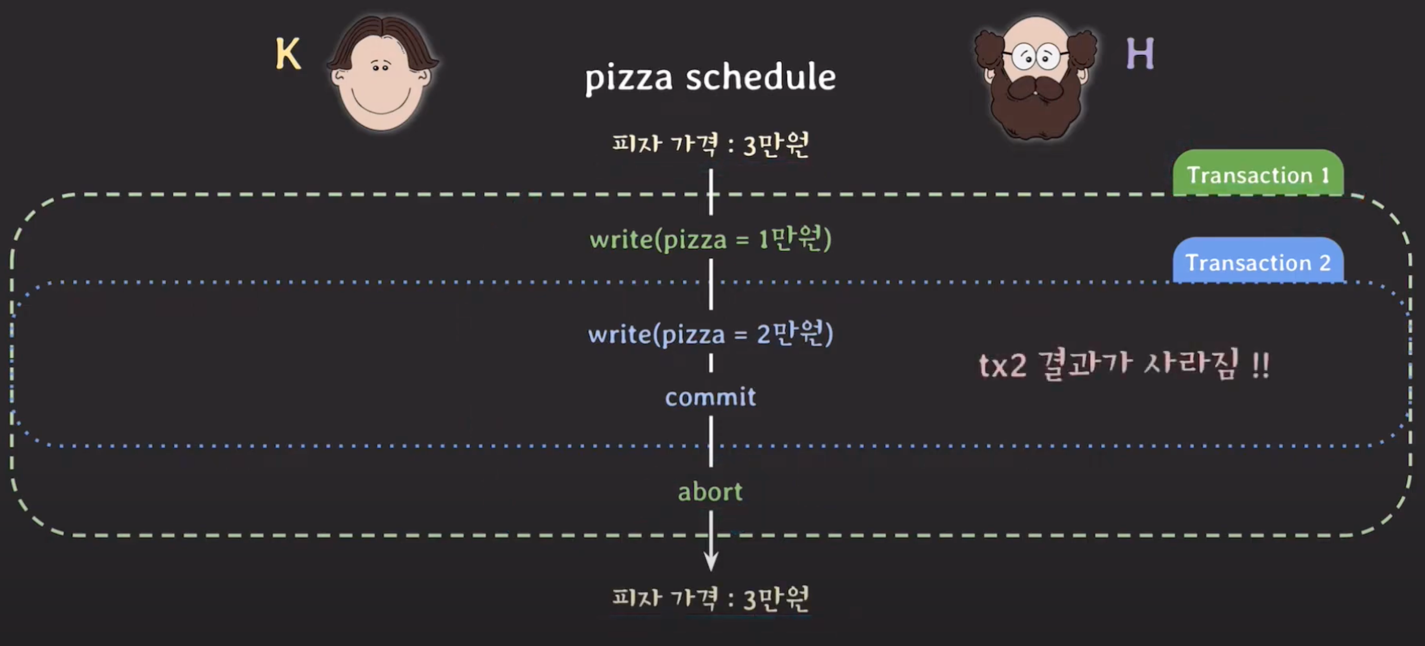 K
H
pizza schedule
피자 가격 : 3만원
Transaction 1
write(pizza = 1만원)
Transaction 2
write(pizza = 2만원)
tx2 결과가 사라짐 !!
commit
abort
피자 가격 : 3만원